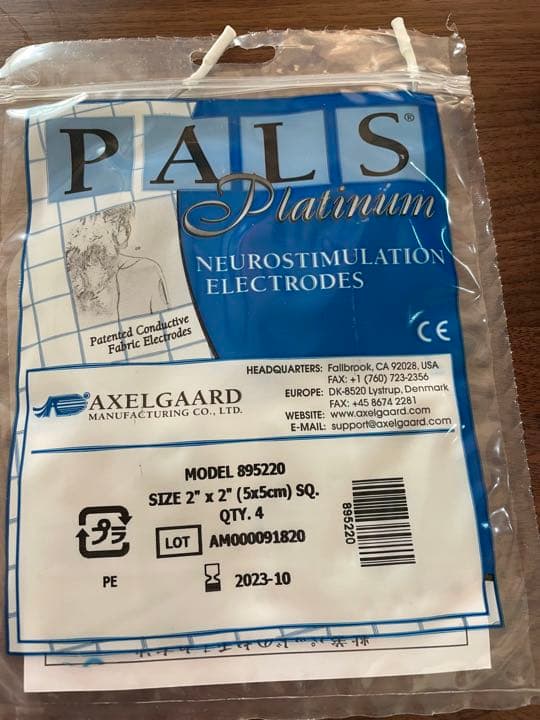 PALS®
Platinum
NEUROSTIMULATION
ELECTRODES
Patented Conductive
Fabric Electrodes
CE
AXELGAARD
MANUFACTURING CO., LTD.
HEADQUARTERS: Fallbrook, CA 92028, USA
FAX: +1 (760) 723-2356
EUROPE: DK-8520 Lystrup, Denmark
FAX: +45 8674 2281
WEBSITE: www.axelgaard.com
E-MAIL: support@axelgaard.com
MODEL 895220
SIZE 2" x 2" (5x5cm) SQ.
QTY. 4
LOT AM000091820
プラ
PE
2023-10
895220